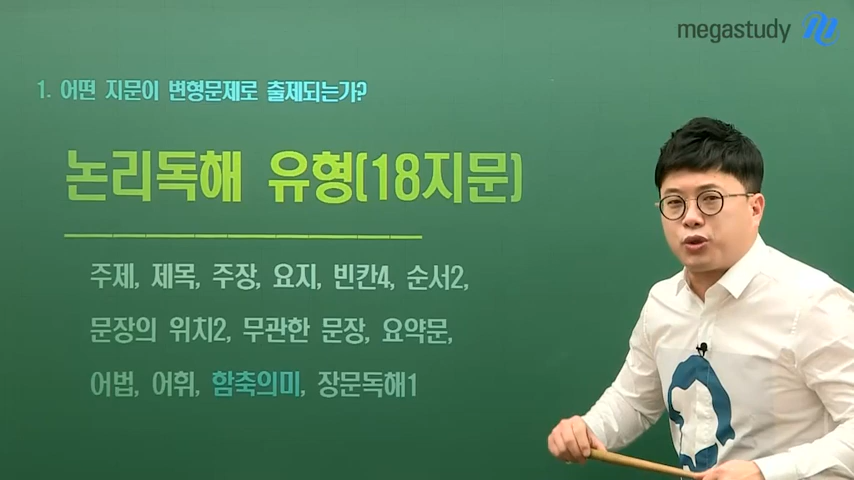 megastudy
1. 어떤 지문이 변형문제로 출제되는가?
논리독해 유형(18지문)
주제, 제목, 주장, 요지, 빈칸4, 순서2,
문장의 위치2, 무관한 문장, 요약문,
어법, 어휘, 함축의미, 장문독해1